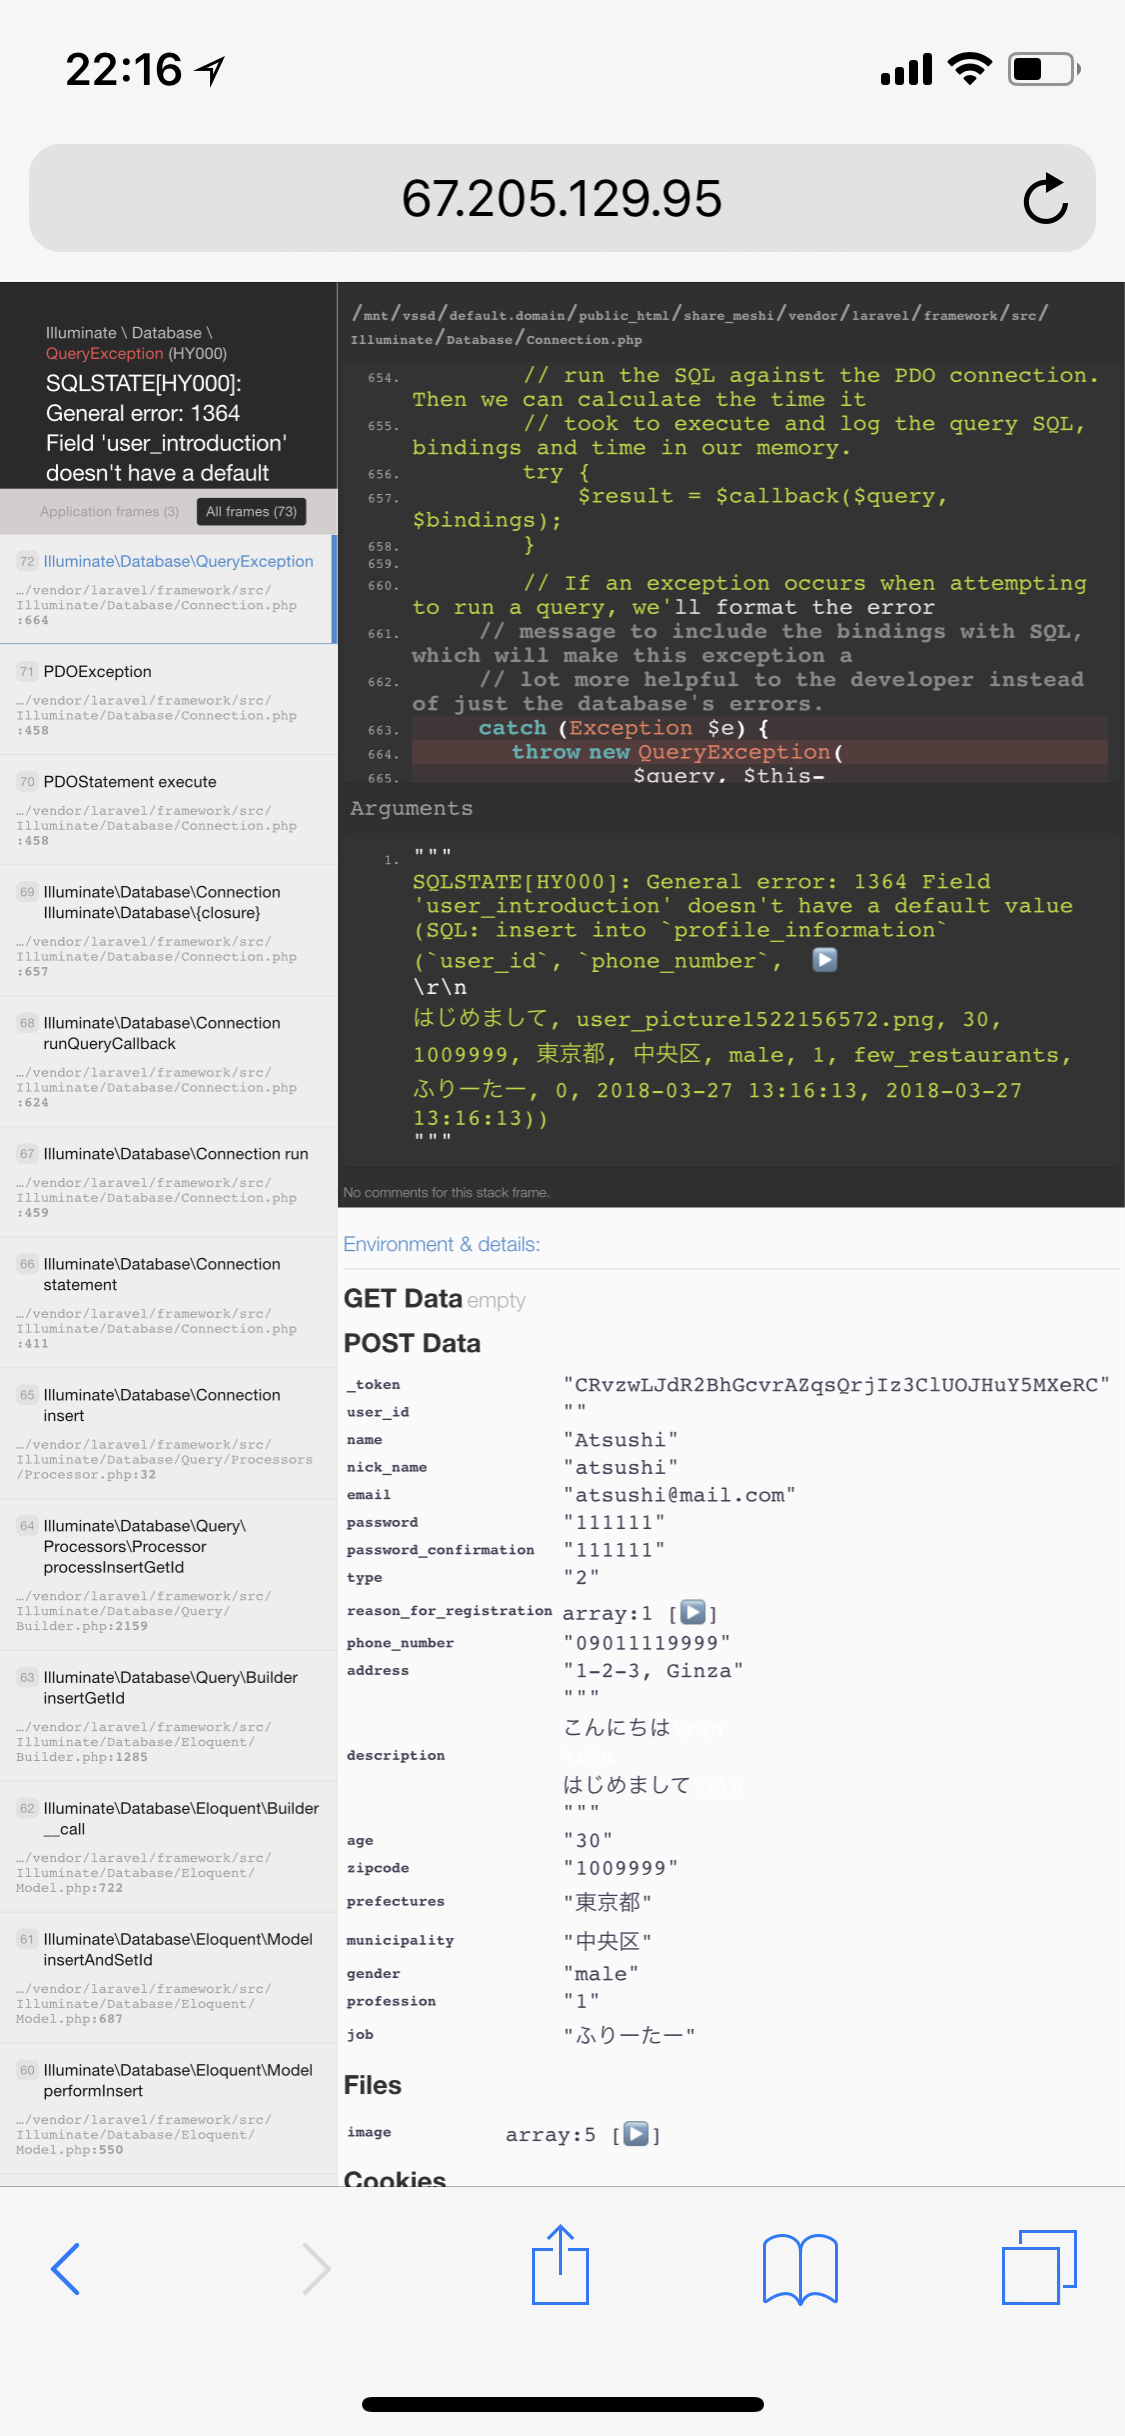 22:16
67.205.129.95
Illuminate \ Database \
QueryException (HY000)
SQLSTATE[HY000]:
General error: 1364
Field 'user_introduction'
doesn't have a default
Application frames (3) All frames (73)
72 Illuminate\Database\QueryException
…/vendor/laravel/framework/src/
Illuminate/Database/Connection.php
:664
71 PDOException
…/vendor/laravel/framework/src/
Illuminate/Database/Connection.php
:458
70 PDOStatement execute
…/vendor/laravel/framework/src/
Illuminate/Database/Connection.php
:458
69 Illuminate\Database\Connection
Illuminate\Database\{closure}
…/vendor/laravel/framework/src/
Illuminate/Database/Connection.php
:657
68 Illuminate\Database\Connection
runQueryCallback
…/vendor/laravel/framework/src/
Illuminate/Database/Connection.php
:624
67 Illuminate\Database\Connection run
…/vendor/laravel/framework/src/
Illuminate/Database/Connection.php
:459
66 Illuminate\Database\Connection
statement
…/vendor/laravel/framework/src/
Illuminate/Database/Connection.php
:411
65 Illuminate\Database\Connection
insert
…/vendor/laravel/framework/src/
Illuminate/Database/Query/Processors
/Processor.php:32
64 Illuminate\Database\Query\
Processors\Processor
processInsertGetId
…/vendor/laravel/framework/src/
Illuminate/Database/Query/
Builder.php:2159
63 Illuminate\Database\Query\Builder
insertGetId
…/vendor/laravel/framework/src/
Illuminate/Database/Eloquent/
Builder.php:1285
62 Illuminate\Database\Eloquent\Builder
__call
…/vendor/laravel/framework/src/
Illuminate/Database/Eloquent/
Model.php:722
61 Illuminate\Database\Eloquent\Model
insertAndSetId
…/vendor/laravel/framework/src/
Illuminate/Database/Eloquent/
Model.php:687
60 Illuminate\Database\Eloquent\Model
performInsert
…/vendor/laravel/framework/src/
Illuminate/Database/Eloquent/
Model.php:550
/mnt/vssd/default.domain/public_html/share_meshi/vendor/laravel/framework/src/
Illuminate/Database/Connection.php
654. // run the SQL against the PDO connection.
Then we can calculate the time it
655. // took to execute and log the query SQL,
bindings and time in our memory.
656. try {
657. $result = $callback($query,
$bindings);
658. }
659.
660. // If an exception occurs when attempting
to run a query, we'll format the error
661. // message to include the bindings with SQL,
which will make this exception a
662. // lot more helpful to the developer instead
of just the database's errors.
663. catch (Exception $e) {
664. throw new QueryException(
665. $query, $this-
Arguments
1. """
SQLSTATE[HY000]: General error: 1364 Field
'user_introduction' doesn't have a default value
(SQL: insert into `profile_information`
(`user_id`, `phone_number`,
\r\n
はじめまして, user_picture1522156572.png, 30,
1009999, 東京都, 中央区, male, 1, few_restaurants,
ふりーたー, 0, 2018-03-27 13:16:13, 2018-03-27
13:16:13))
"""
No comments for this stack frame.
Environment & details:
GET Data empty
POST Data
_token "CRvzwLJdR2BhGcvrAZqsQrjIz3ClUOJHuY5MXeRC"
user_id ""
name "Atsushi"
nick_name "atsushi"
email "atsushi@mail.com"
password "111111"
password_confirmation "111111"
type "2"
reason_for_registration array:1 [ ]
phone_number "09011119999"
address "1-2-3, Ginza"
"""
こんにちは\r\n
description \r\n
はじめまして\r\n
"""
age "30"
zipcode "1009999"
prefectures "東京都"
municipality "中央区"
gender "male"
profession "1"
job "ふりーたー"
Files
image array:5 [ ]
Cookies